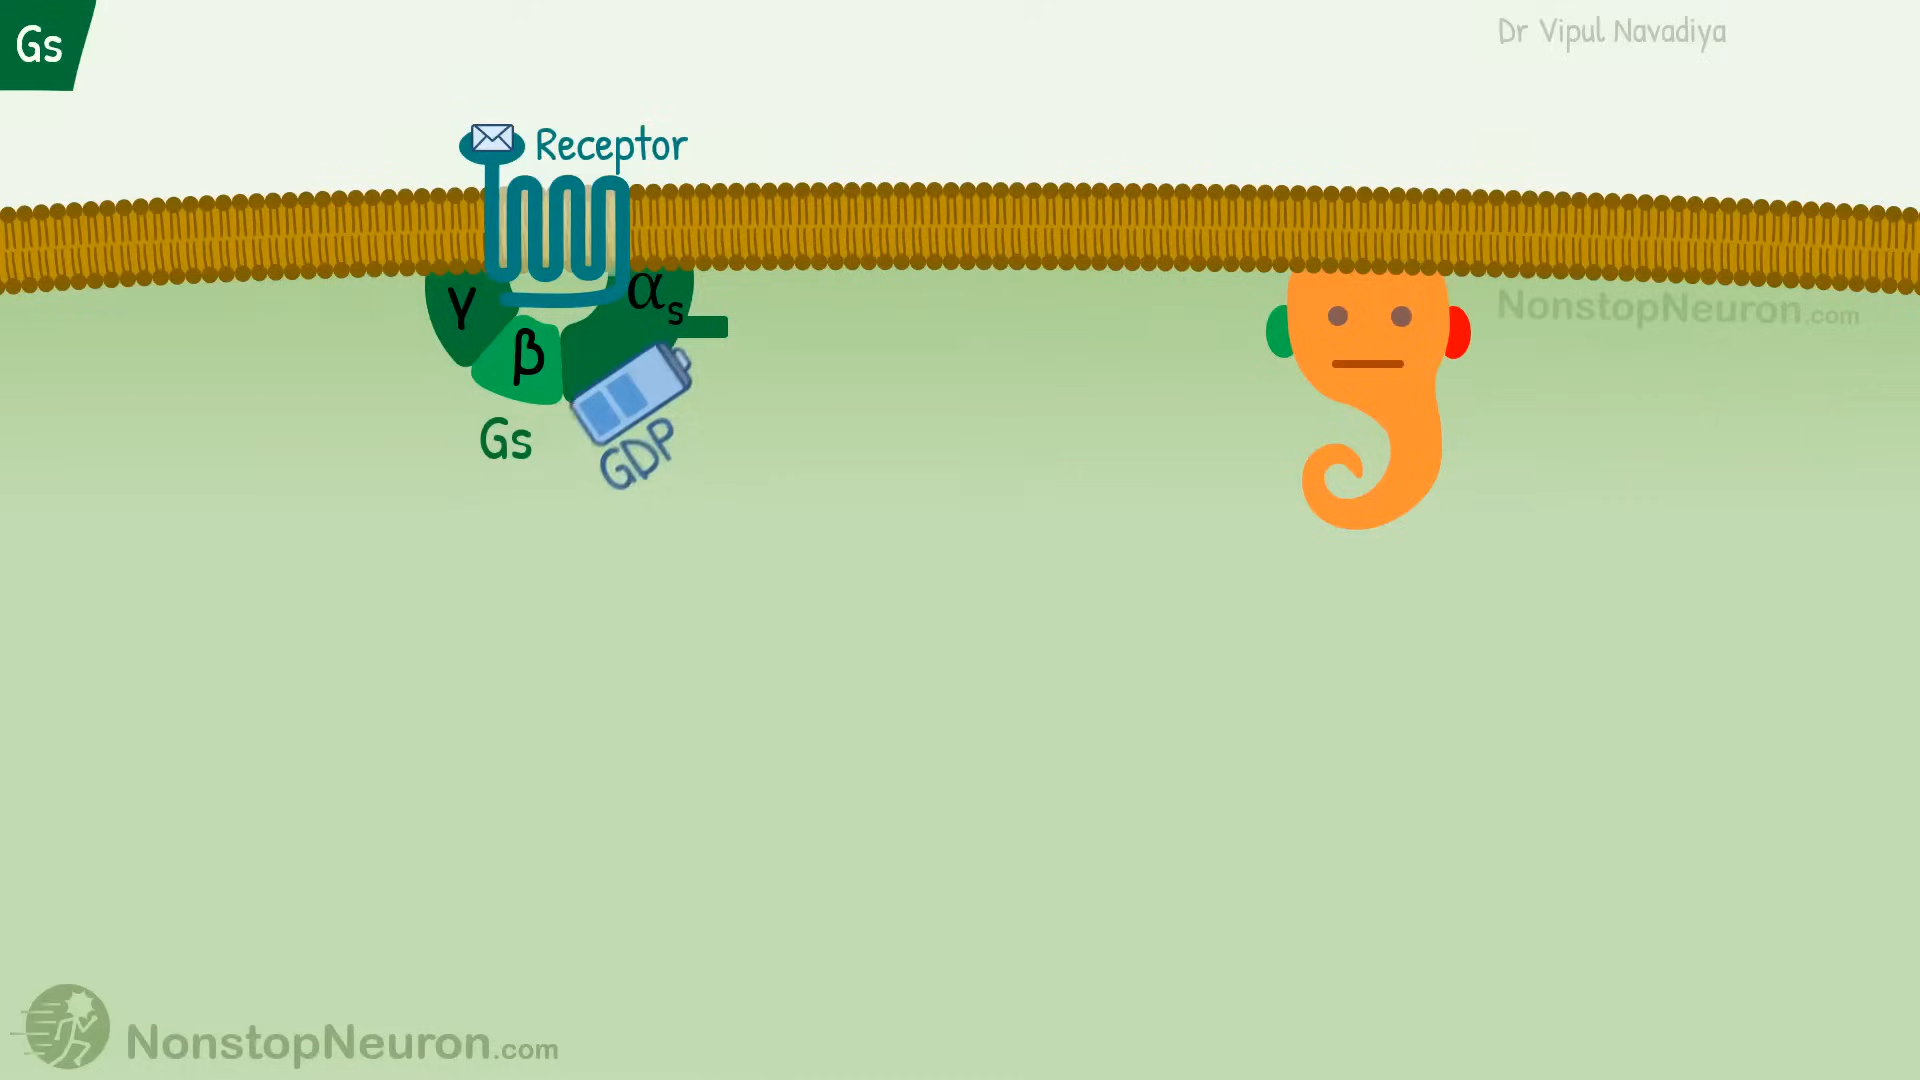 Gs
Dr Vipul Navadiya
Receptor
γ
β
αs
Gs
GDP
NonstopNeuron.com
NonstopNeuron.com